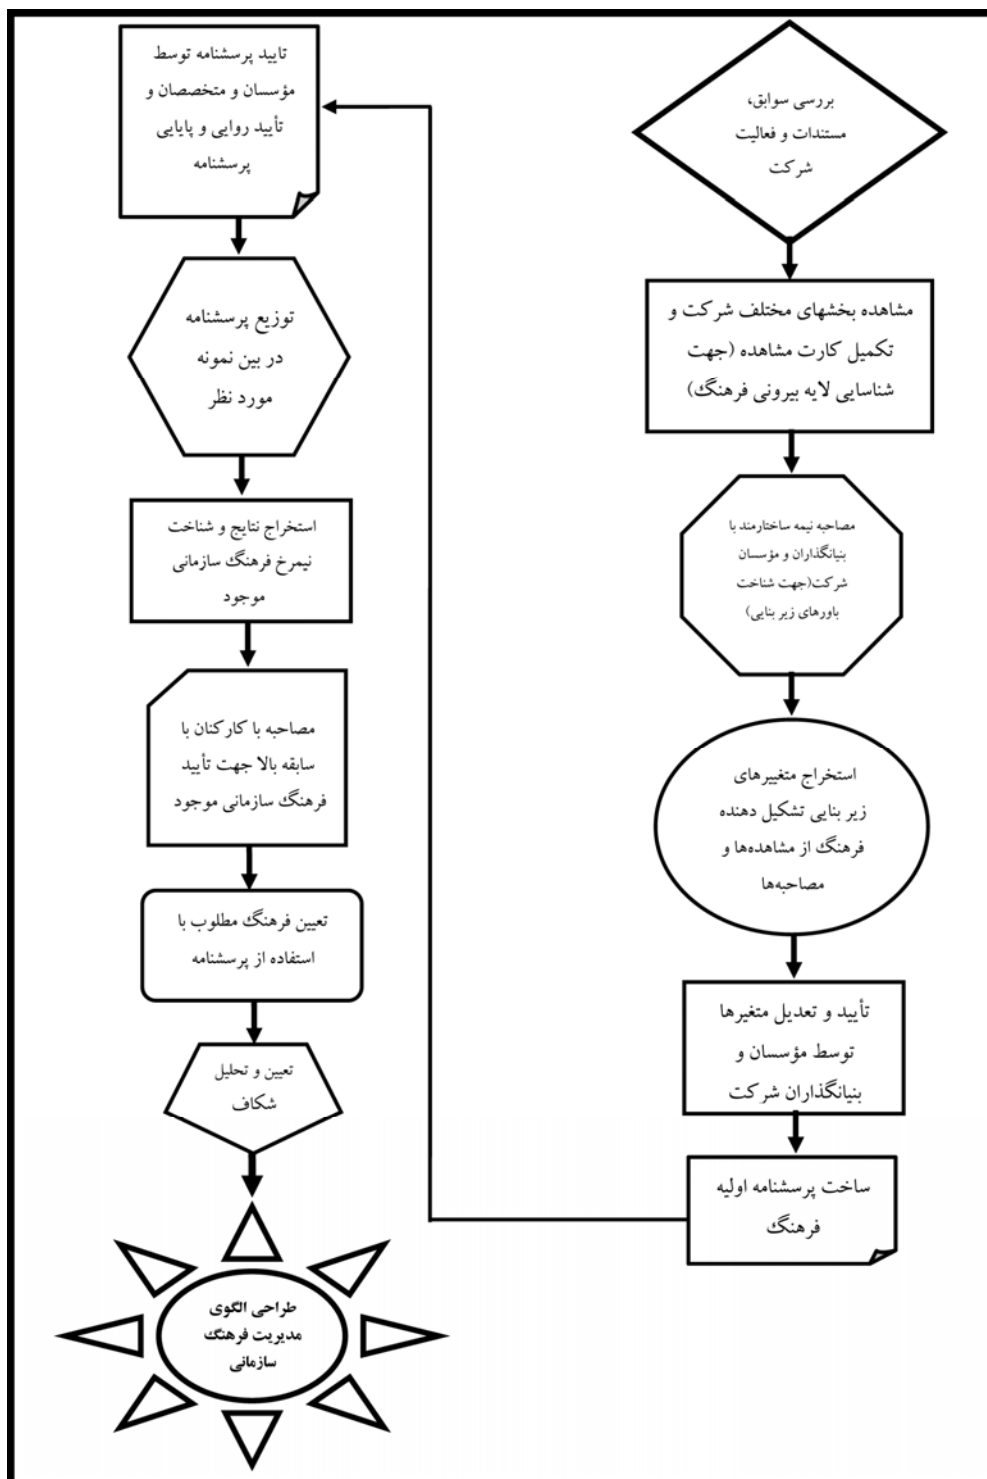 بررسی سوابق،
مستندات و فعالیت
شرکت
مشاهده بخشهای مختلف شرکت و
تکمیل کارت مشاهده (جهت
شناسایی لایه بیرونی فرهنگ)
مصاحبه نیمه ساختارمند با
بنیانگذاران و مؤسسان
شرکت(جهت شناخت
باورهای زیر بنایی)
استخراج متغییرهای
زیر بنایی تشکیل دهنده
فرهنگ از مشاهده‌ها و
مصاحبه‌ها
تأیید و تعدیل متغیرها
توسط مؤسسان و
بنیانگذاران شرکت
ساخت پرسشنامه اولیه
فرهنگ
تایید پرسشنامه توسط
مؤسسان و متخصصان و
تأیید روایی و پایایی
پرسشنامه
توزیع پرسشنامه
در بین نمونه
مورد نظر
استخراج نتایج و شناخت
نیمرخ فرهنگ سازمانی
موجود
مصاحبه با کارکنان با
سابقه بالا جهت تأیید
فرهنگ سازمانی موجود
تعیین فرهنگ مطلوب با
استفاده از پرسشنامه
تعیین و تحلیل
شکاف
طراحی الگوی
مدیریت فرهنگ
سازمانی